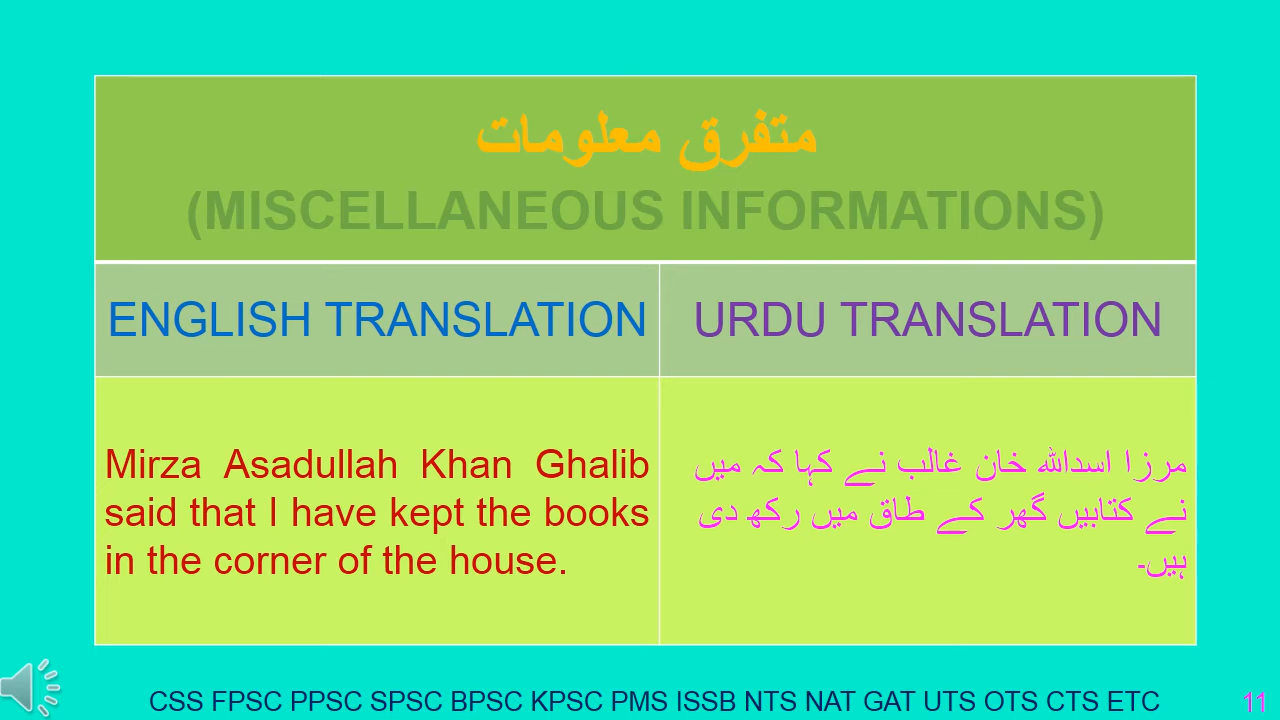 متفرق معلومات
(MISCELLANEOUS INFORMATIONS)
ENGLISH TRANSLATION
URDU TRANSLATION
Mirza Asadullah Khan Ghalib
said that I have kept the books
in the corner of the house.
مرزا اسداللہ خان غالب نے کہا کہ میں
نے کتابیں گھر کے طاق میں رکھ دی
ہیں۔
CSS FPSC PPSC SPSC BPSC KPSC PMS ISSB NTS NAT GAT UTS OTS CTS ETC
11